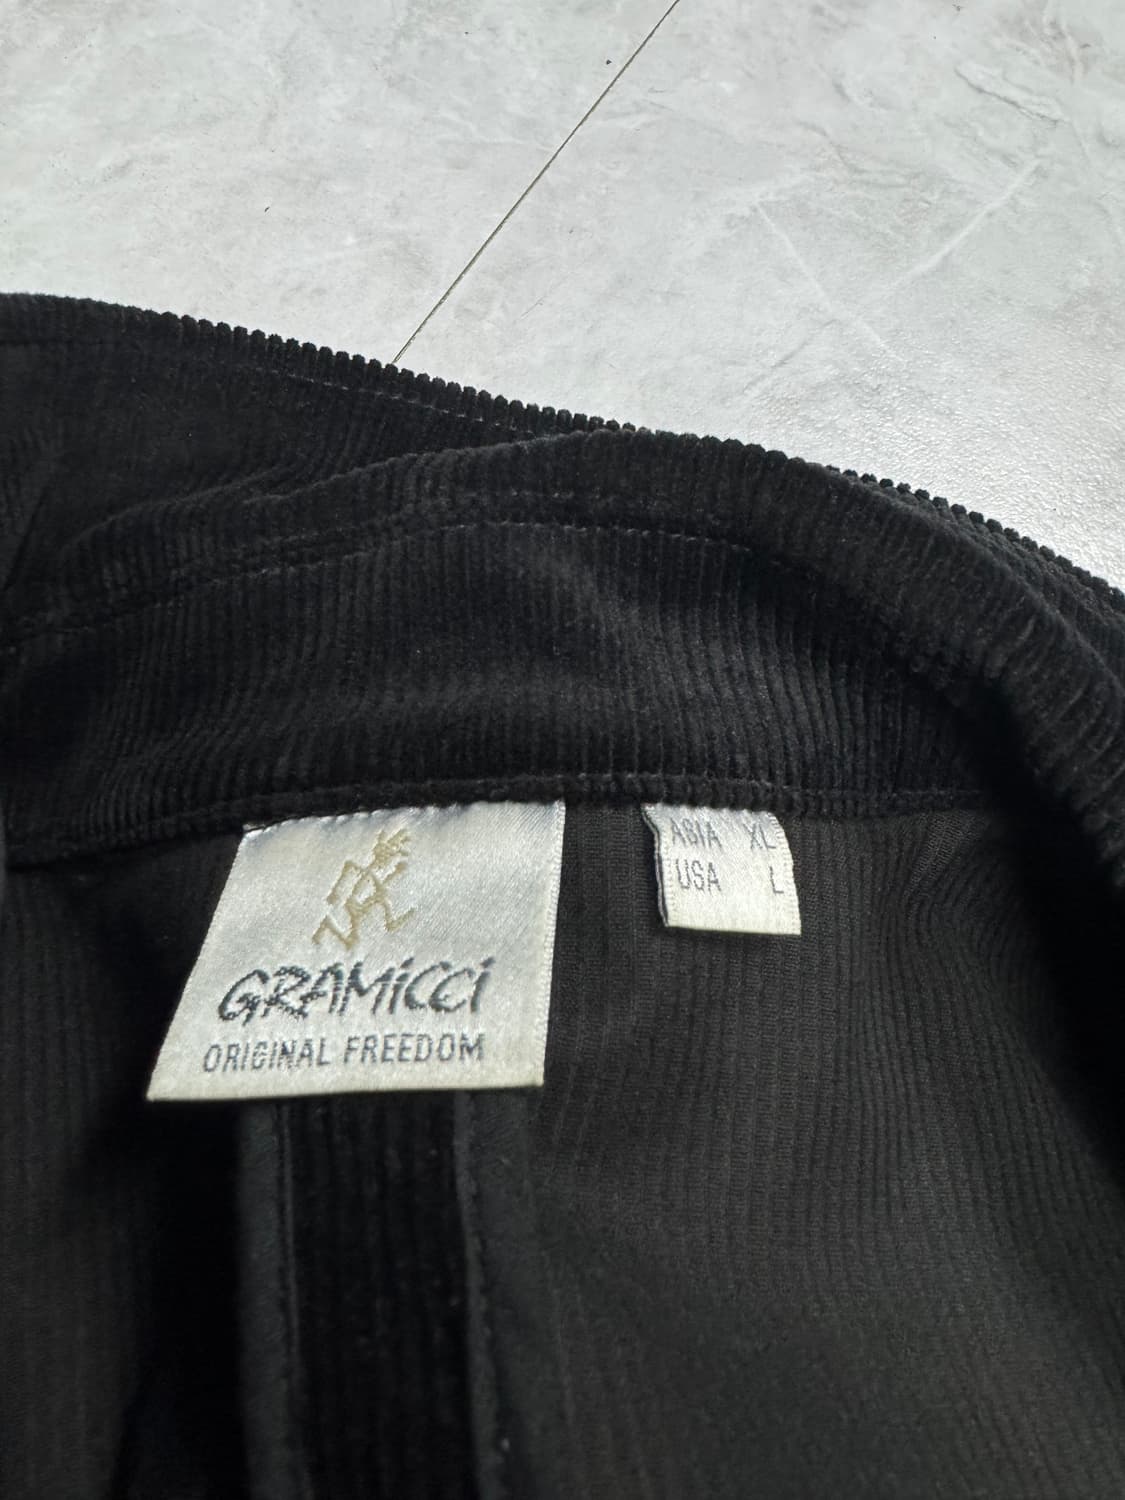 GRAMiCCi
ORIGINAL FREEDOM
ASIA XL
USA L